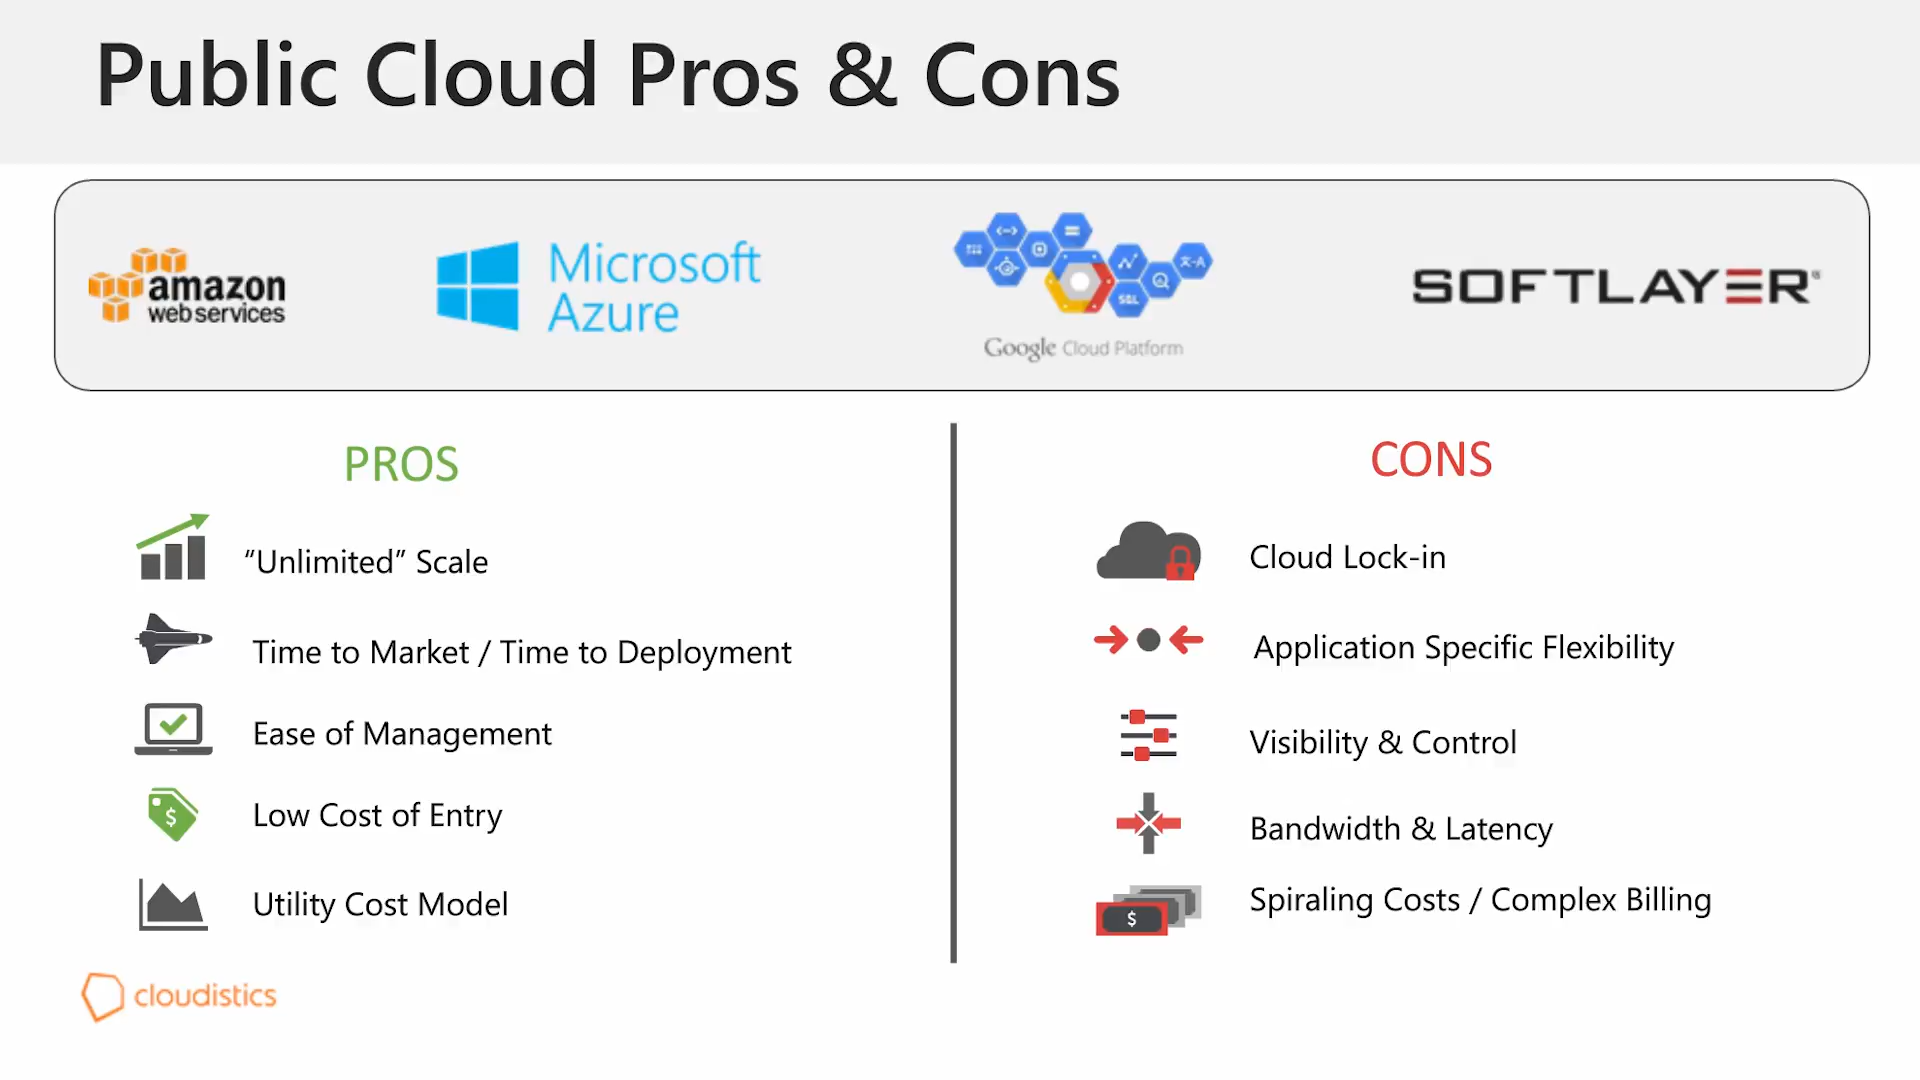 Public Cloud Pros & Cons
amazon
web services
Microsoft
Azure
SQL
Google Cloud Platform
SOFTLAYER®
PROS
CONS
“Unlimited” Scale
Cloud Lock-in
Time to Market / Time to Deployment
Application Specific Flexibility
Ease of Management
Visibility & Control
$
Low Cost of Entry
Bandwidth & Latency
Utility Cost Model
$
Spiraling Costs / Complex Billing
cloudistics